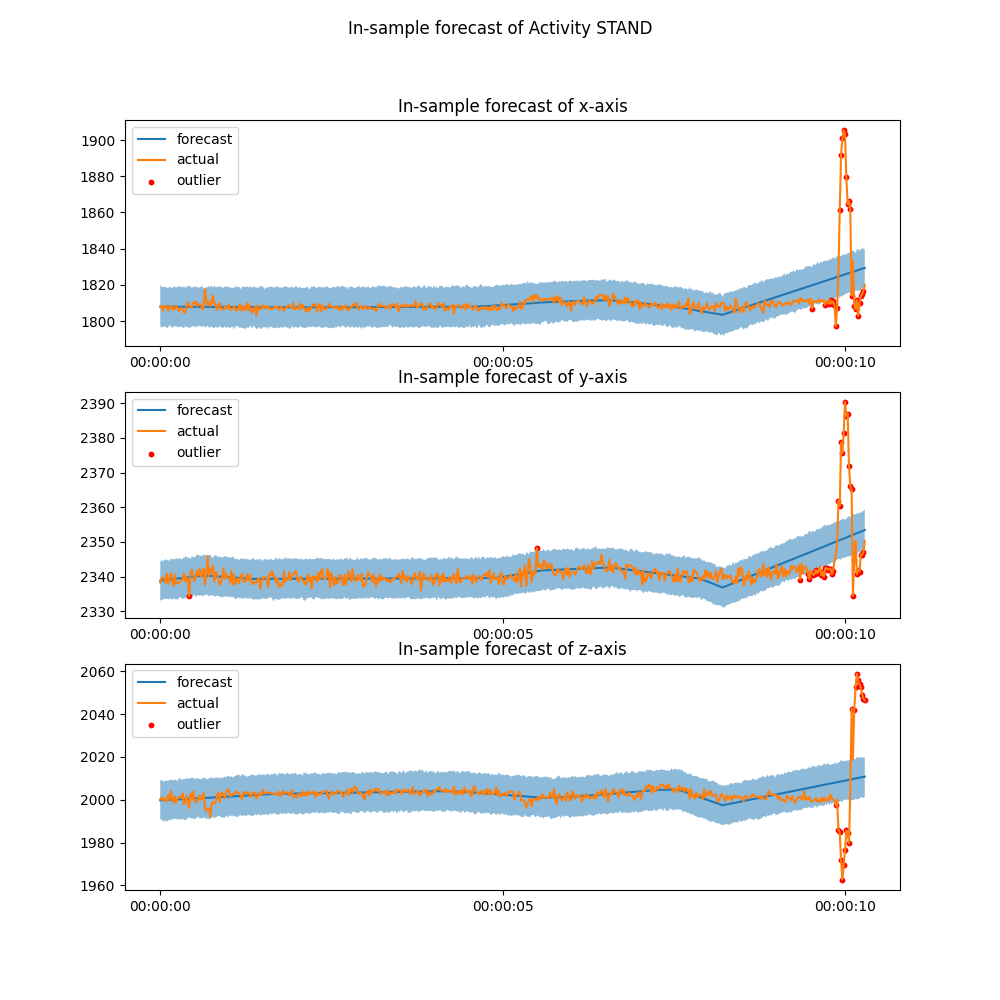 In-sample forecast of Activity STAND
In-sample forecast of x-axis
forecast
actual
outlier
1900
1880
1860
1840
1820
1800
00:00:00 00:00:05 00:00:10
In-sample forecast of y-axis
forecast
actual
outlier
2390
2380
2370
2360
2350
2340
2330
00:00:00 00:00:05 00:00:10
In-sample forecast of z-axis
forecast
actual
outlier
2060
2040
2020
2000
1980
1960
00:00:00 00:00:05 00:00:10